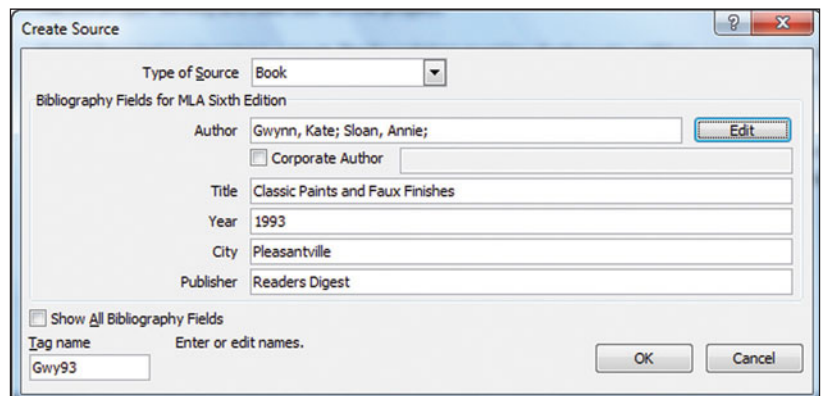 Create Source
?
X
Type of Source Book
Bibliography Fields for MLA Sixth Edition
Author Gwynn, Kate; Sloan, Annie; Edit
Corporate Author
Title Classic Paints and Faux Finishes
Year 1993
City Pleasantville
Publisher Readers Digest
Show All Bibliography Fields
Tag name Enter or edit names.
Gwy93 OK Cancel